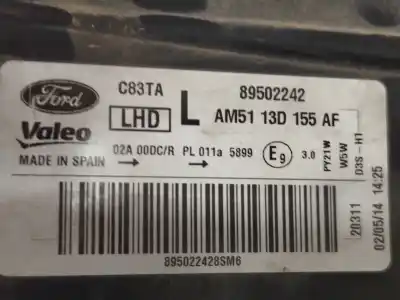 Ford
C83TA
89502242
Valeo
LHD
L
AM51 13D 155 AF
MADE IN SPAIN
02A 00DC/R
PL 011a 5899
E9
3.0
PY21W
W5W
D3S-H1
20311
02/05/14 14:25
895022428SM6